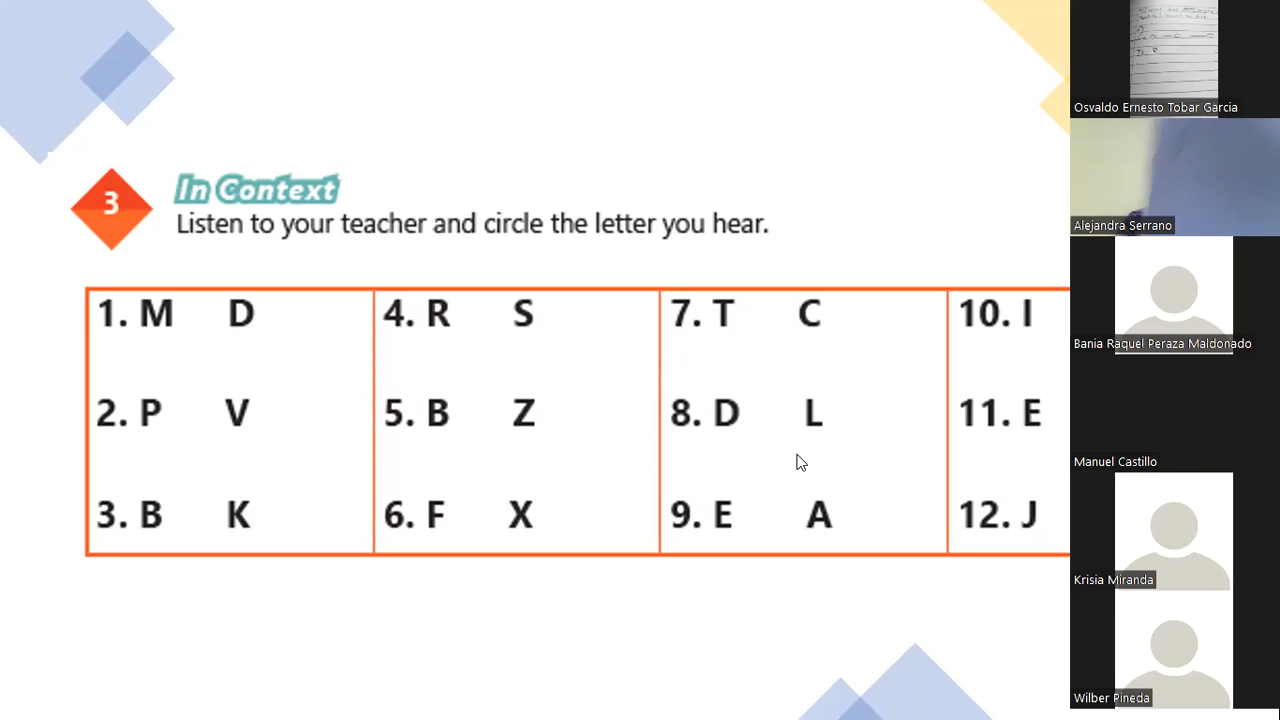 3
In Context
Listen to your teacher and circle the letter you hear.
1. M D
2. P V
3. B K
4. R S
5. B Z
6. F X
7. T C
8. D L
9. E A
10. I
11. E
12. J
Osvaldo Ernesto Tobar Garcia
Alejandra Serrano
Bania Raquel Peraza Maldonado
Manuel Castillo
Krisia Miranda
Wilber Pineda